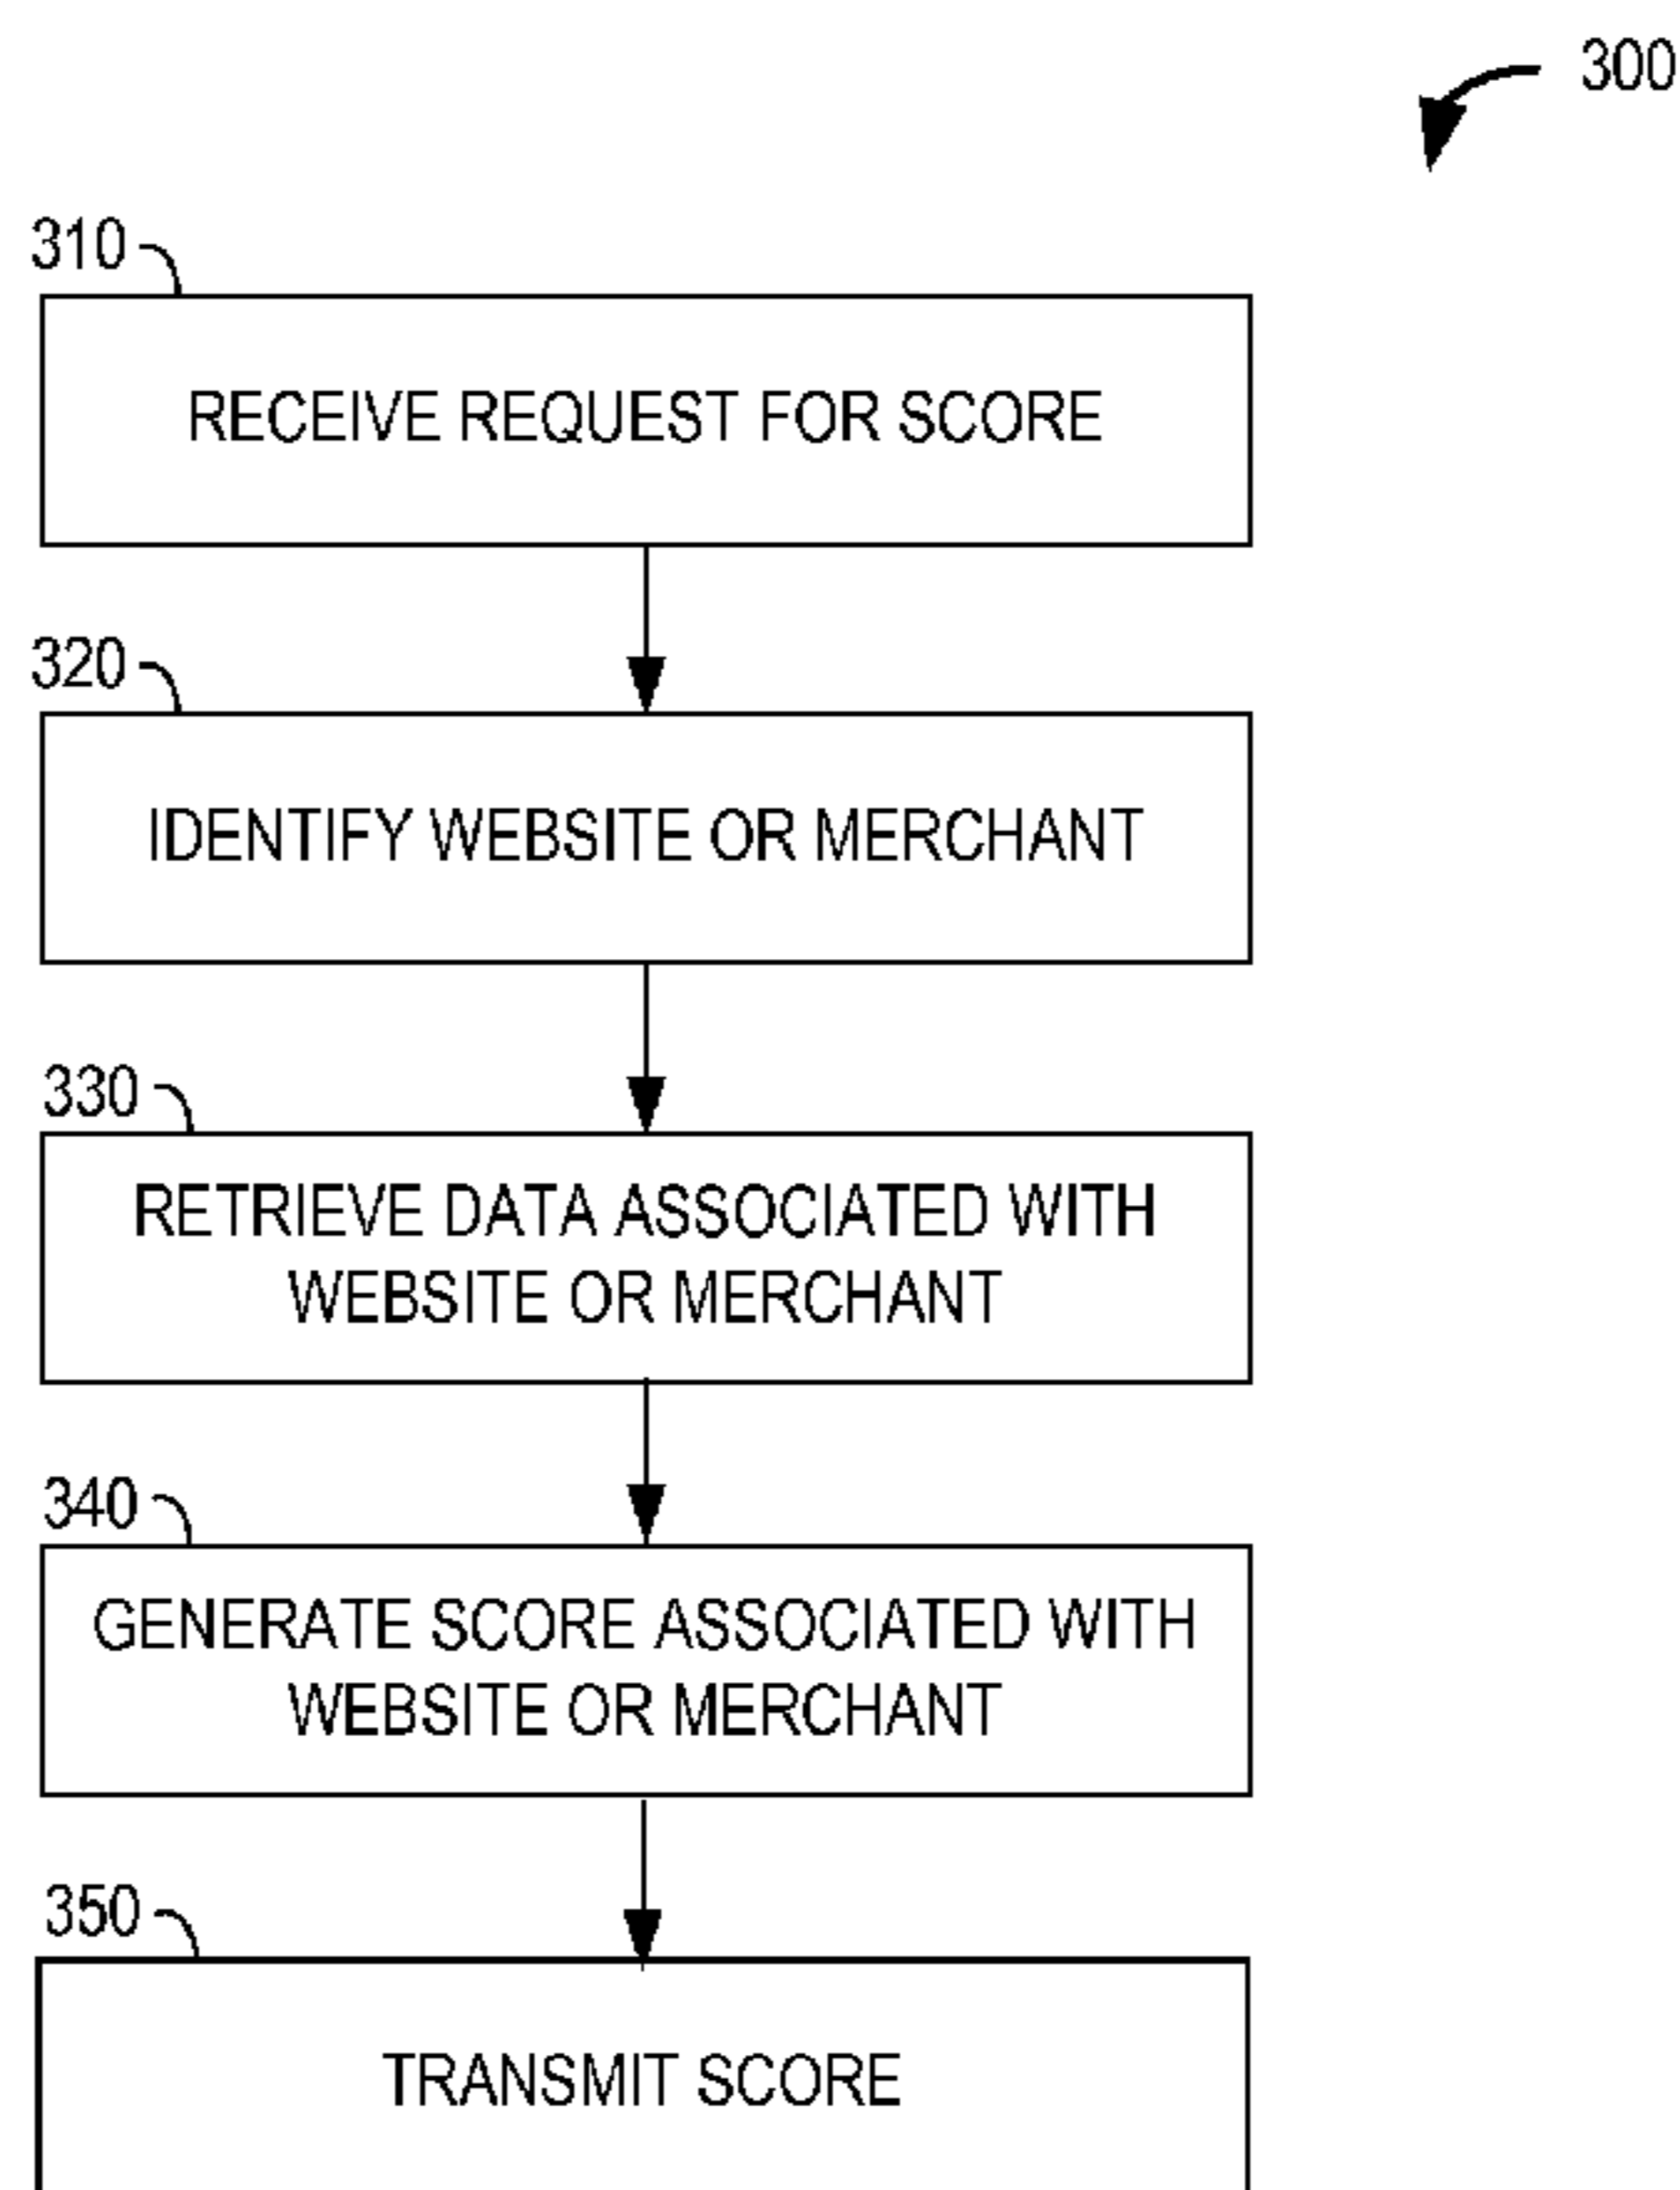 300
310
RECEIVE REQUEST FOR SCORE
320
IDENTIFY WEBSITE OR MERCHANT
330
RETRIEVE DATA ASSOCIATED WITH
WEBSITE OR MERCHANT
340
GENERATE SCORE ASSOCIATED WITH
WEBSITE OR MERCHANT
350
TRANSMIT SCORE